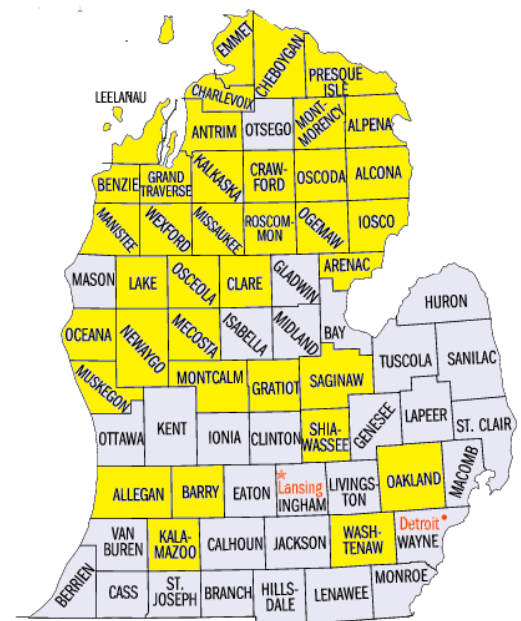 EMMET
CHEBOYGAN
PRESQUE
ISLE
LEELANAU
CHARLEVOIX
ANTRIM
OTSEGO
MONT-
MORENCY
ALPENA
BENZIE
GRAND
TRAVERSE
KALKASKA
CRAW-
FORD
OSCODA
ALCONA
MANISTEE
WEXFORD
MISSAUKEE
ROSCOM-
MON
OGEMAW
IOSCO
MASON
LAKE
OSCEOLA
CLARE
GLADWIN
ARENAC
HURON
OCEANA
NEWAYGO
MECOSTA
ISABELLA
MIDLAND
BAY
TUSCOLA
SANILAC
MUSKEGON
MONTCALM
GRATIOT
SAGINAW
OTTAWA
KENT
IONIA
CLINTON
SHIA-
WASSEE
GENESEE
LAPEER
ST. CLAIR
ALLEGAN
BARRY
EATON
Lansing
INGHAM
LIVINGS-
TON
OAKLAND
MACOMB
VAN
BUREN
KALA-
MAZOO
CALHOUN
JACKSON
WASH-
TENAW
Detroit
WAYNE
BERRIEN
CASS
ST.
JOSEPH
BRANCH
HILLS-
DALE
LENAWEE
MONROE